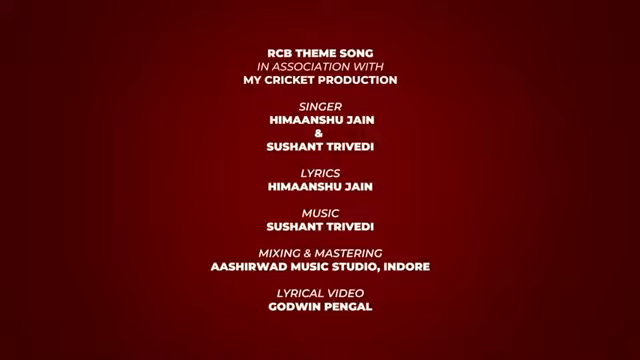 RCB THEME SONG
IN ASSOCIATION WITH
MY CRICKET PRODUCTION
SINGER
HIMAANSHU JAIN
&
SUSHANT TRIVEDI
LYRICS
HIMAANSHU JAIN
MUSIC
SUSHANT TRIVEDI
MIXING & MASTERING
AASHIRWAD MUSIC STUDIO, INDORE
LYRICAL VIDEO
GODWIN PENGAL